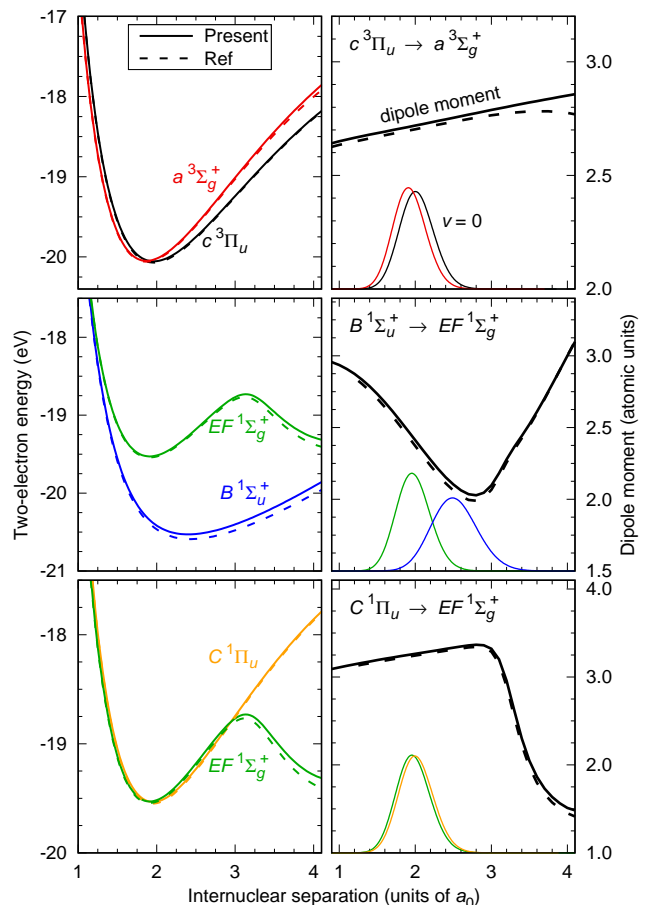 Present
Ref
-17
-18
-19
-20
a ³Σg⁺
c ³Πu
c ³Πu → a ³Σg⁺
dipole moment
v = 0
3.0
2.5
2.0
-18
-19
-20
-21
EF ¹Σg⁺
B ¹Σu⁺
B ¹Σu⁺ → EF ¹Σg⁺
3.0
2.5
2.0
1.5
-18
-19
-20
C ¹Πu
EF ¹Σg⁺
C ¹Πu → EF ¹Σg⁺
4.0
3.0
2.0
1.0
1 2 3 4
1 2 3 4
Two-electron energy (eV)
Dipole moment (atomic units)
Internuclear separation (units of a₀)